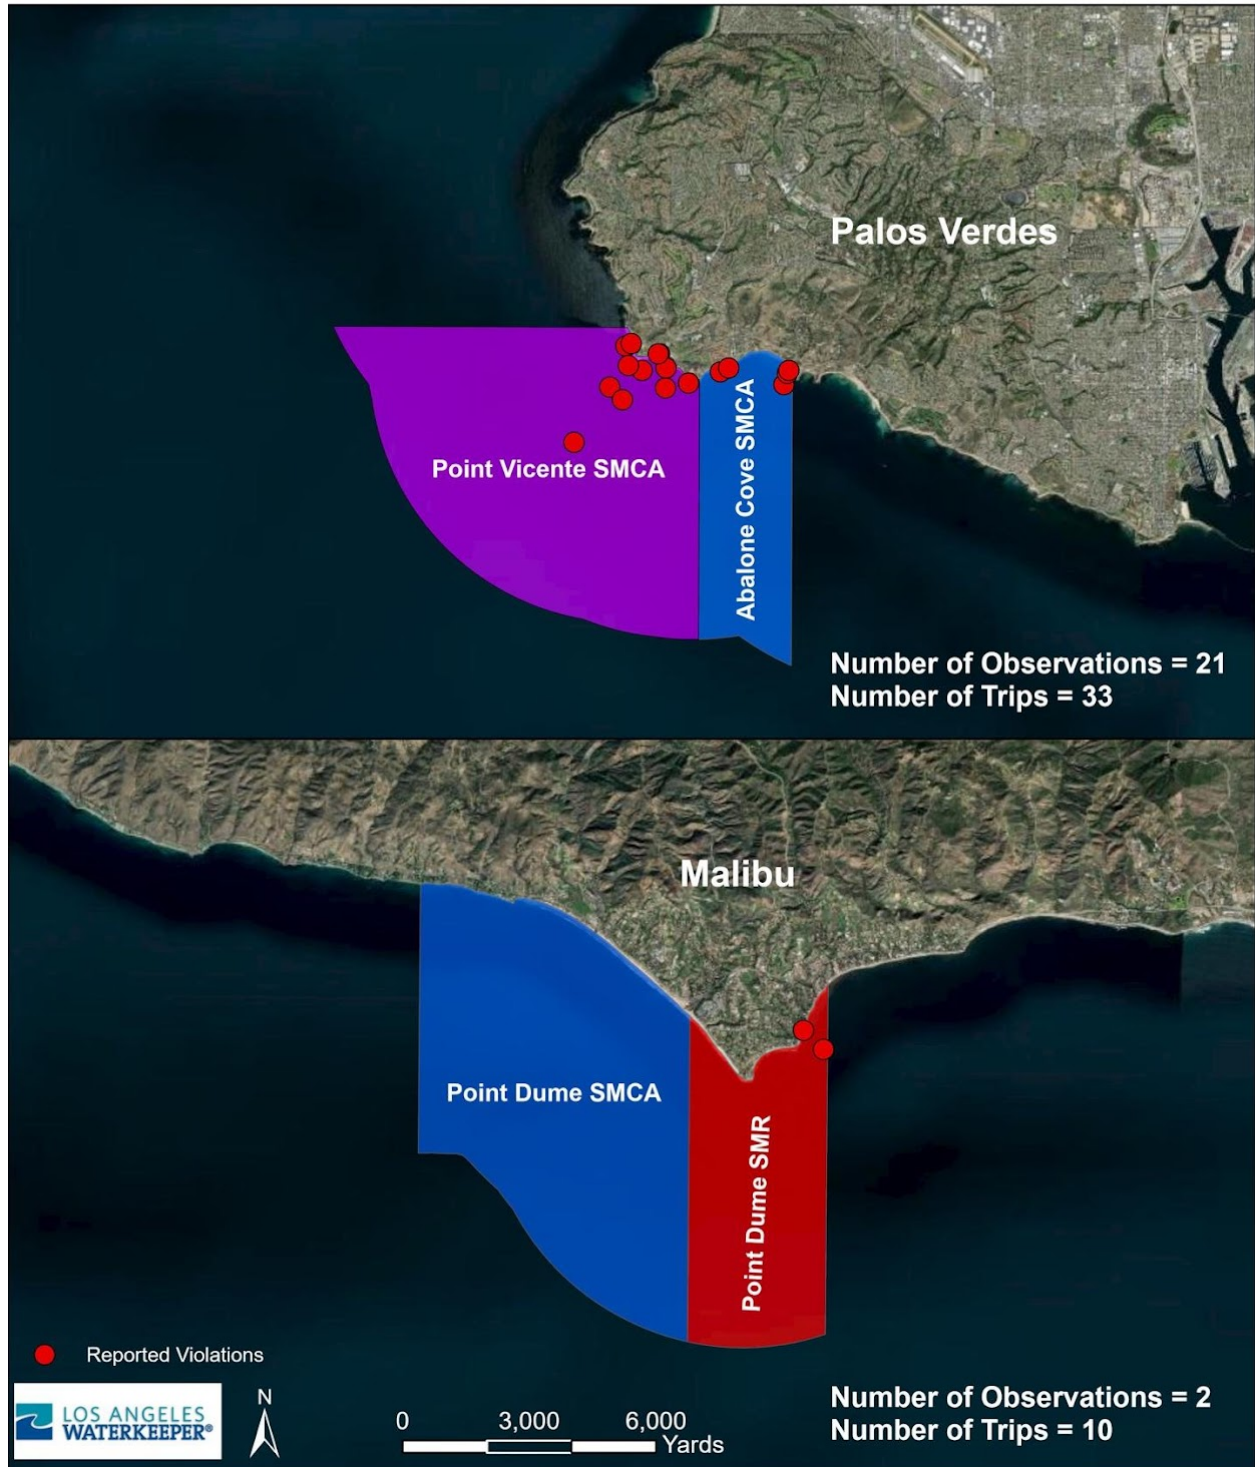 Palos Verdes
Point Vicente SMCA
Abalone Cove SMCA
Number of Observations = 21
Number of Trips = 33
Malibu
Point Dume SMCA
Point Dume SMR
Reported Violations
LOS ANGELES
WATERKEEPER®
N
0 3,000 6,000
Yards
Number of Observations = 2
Number of Trips = 10